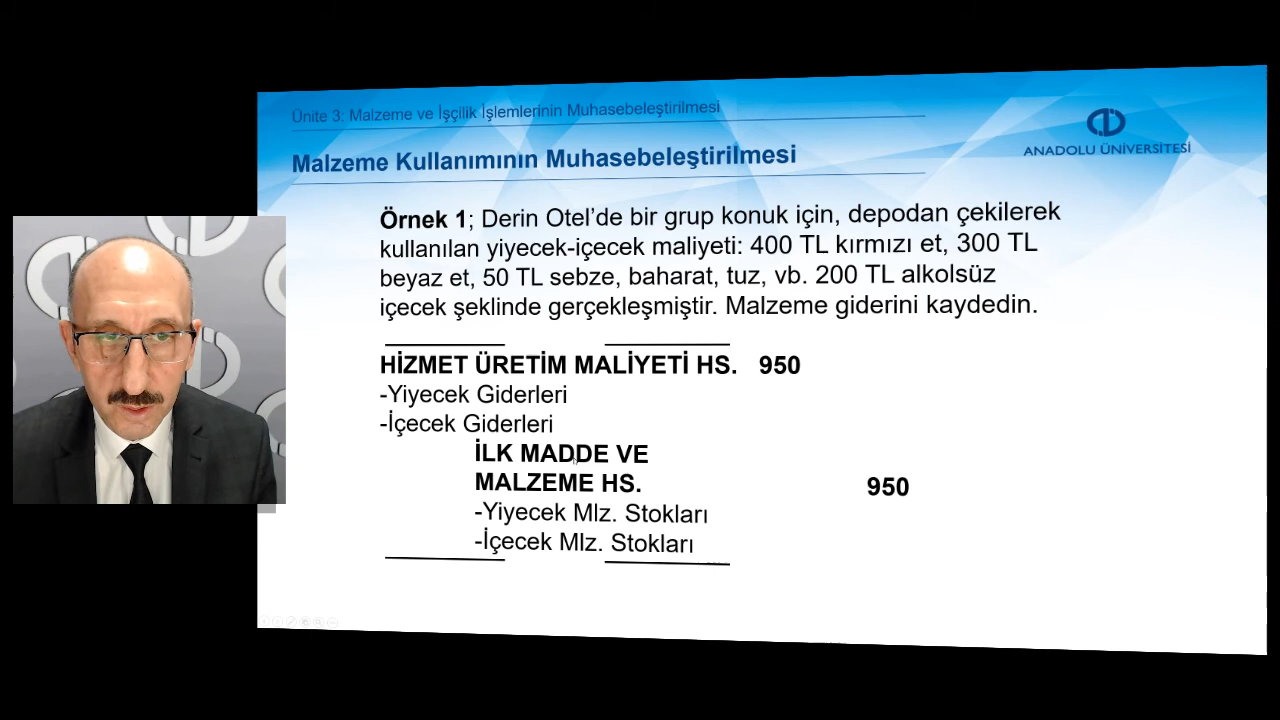 Ünite 3: Malzeme ve İşçilik İşlemlerinin Muhasebeleştirilmesi
ANADOLU ÜNİVERSİTESİ
Malzeme Kullanımının Muhasebeleştirilmesi
Örnek 1; Derin Otel'de bir grup konuk için, depodan çekilerek
kullanılan yiyecek-içecek maliyeti: 400 TL kırmızı et, 300 TL
beyaz et, 50 TL sebze, baharat, tuz, vb. 200 TL alkolsüz
içecek şeklinde gerçekleşmiştir. Malzeme giderini kaydedin.
HİZMET ÜRETİM MALİYETİ HS. 950
-Yiyecek Giderleri
-İçecek Giderleri
İLK MADDE VE
MALZEME HS. 950
-Yiyecek Mlz. Stokları
-İçecek Mlz. Stokları